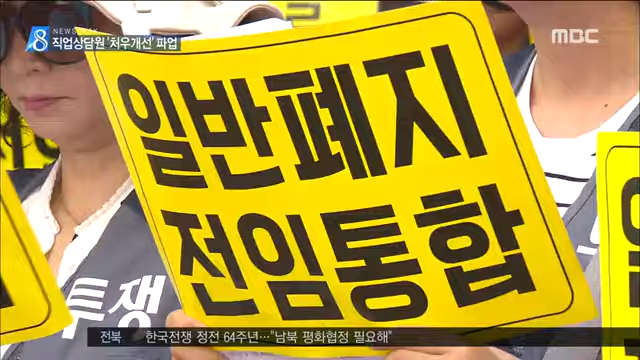 NEWS
8 직업상담원 '처우개선' 파업
MBC
일반폐지
전임통합
투쟁
전북 한국전쟁 정전 64주년..."남북 평화협정 필요해"